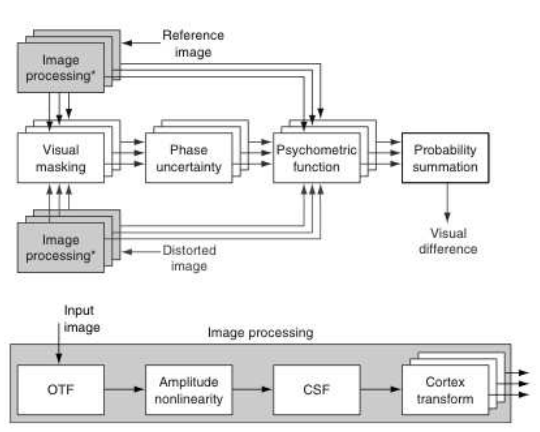 Reference
image
Image
processing*
Visual
masking
Phase
uncertainty
Psychometric
function
Probability
summation
Image
processing*
Distorted
image
Visual
difference
Input
image
Image processing
OTF
Amplitude
nonlinearity
CSF
Cortex
transform